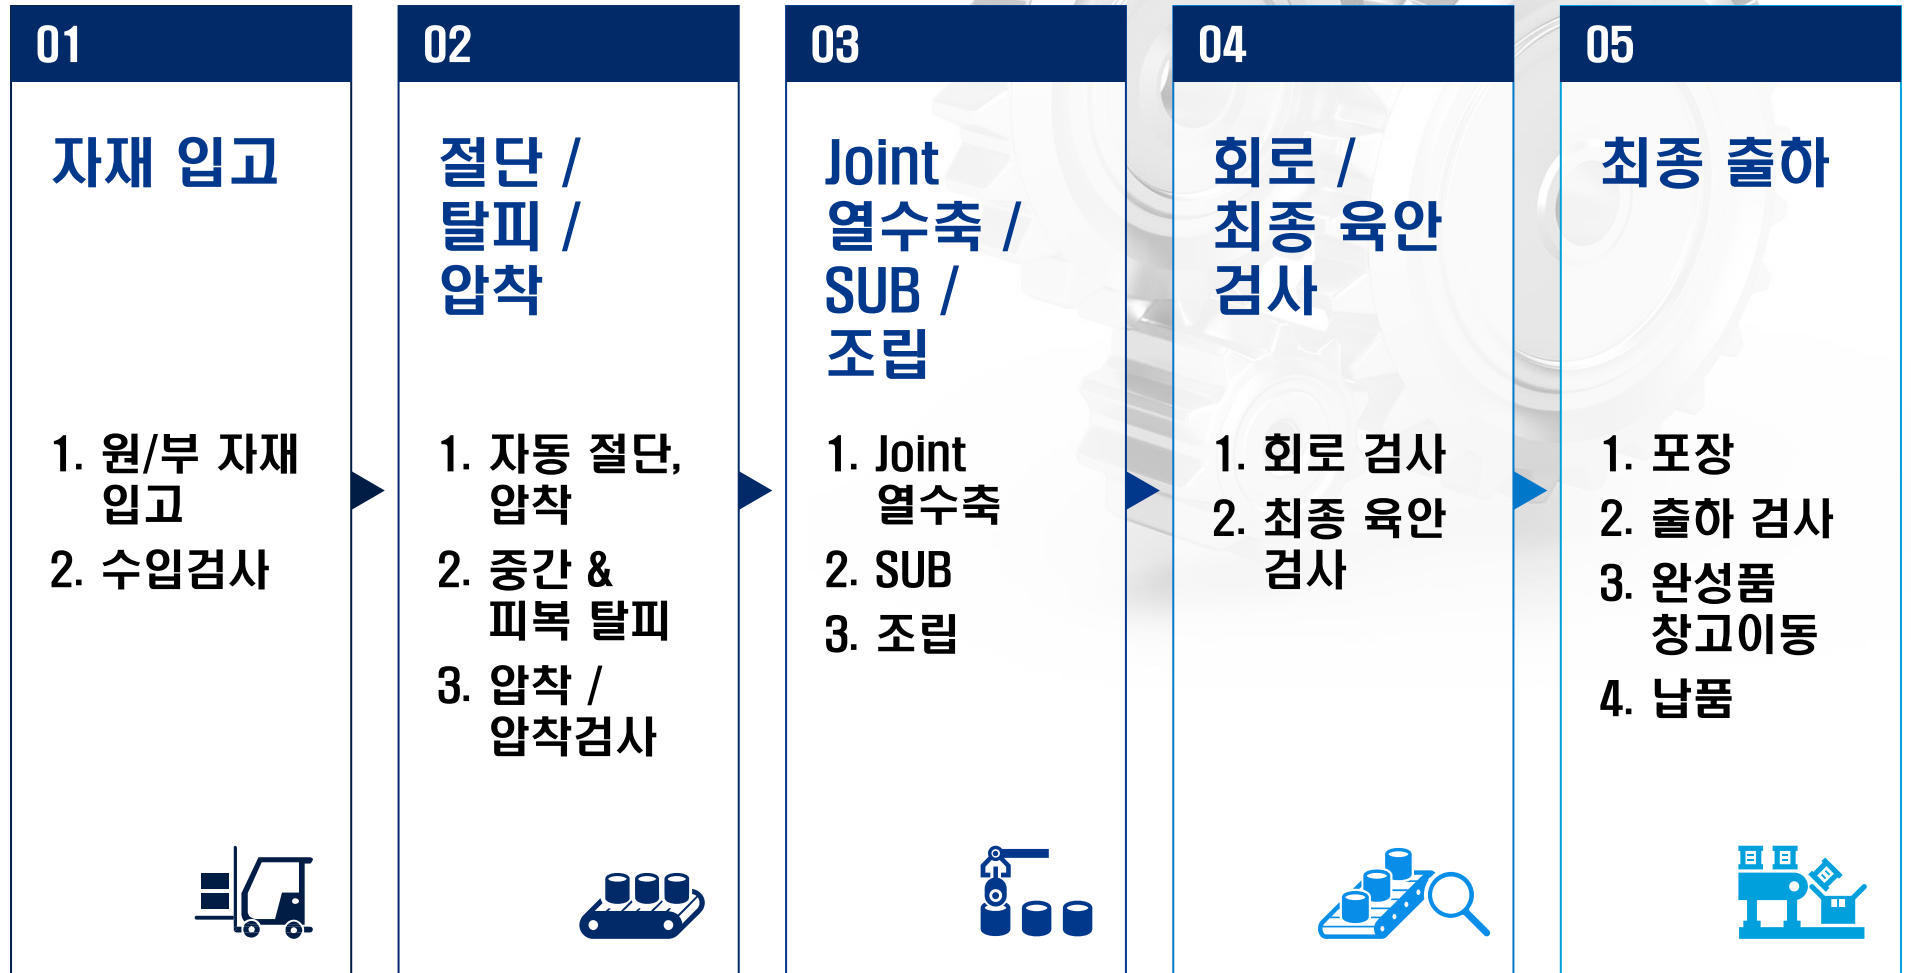 01
자재 입고
1. 원/부 자재
입고
2. 수입검사
02
절단 /
탈피 /
압착
1. 자동 절단,
압착
2. 중간 &
피복 탈피
3. 압착 /
압착검사
03
Joint
열수축 /
SUB /
조립
1. Joint
열수축
2. SUB
3. 조립
04
회로 /
최종 육안
검사
1. 회로 검사
2. 최종 육안
검사
05
최종 출하
1. 포장
2. 출하 검사
3. 완성품
창고이동
4. 납품